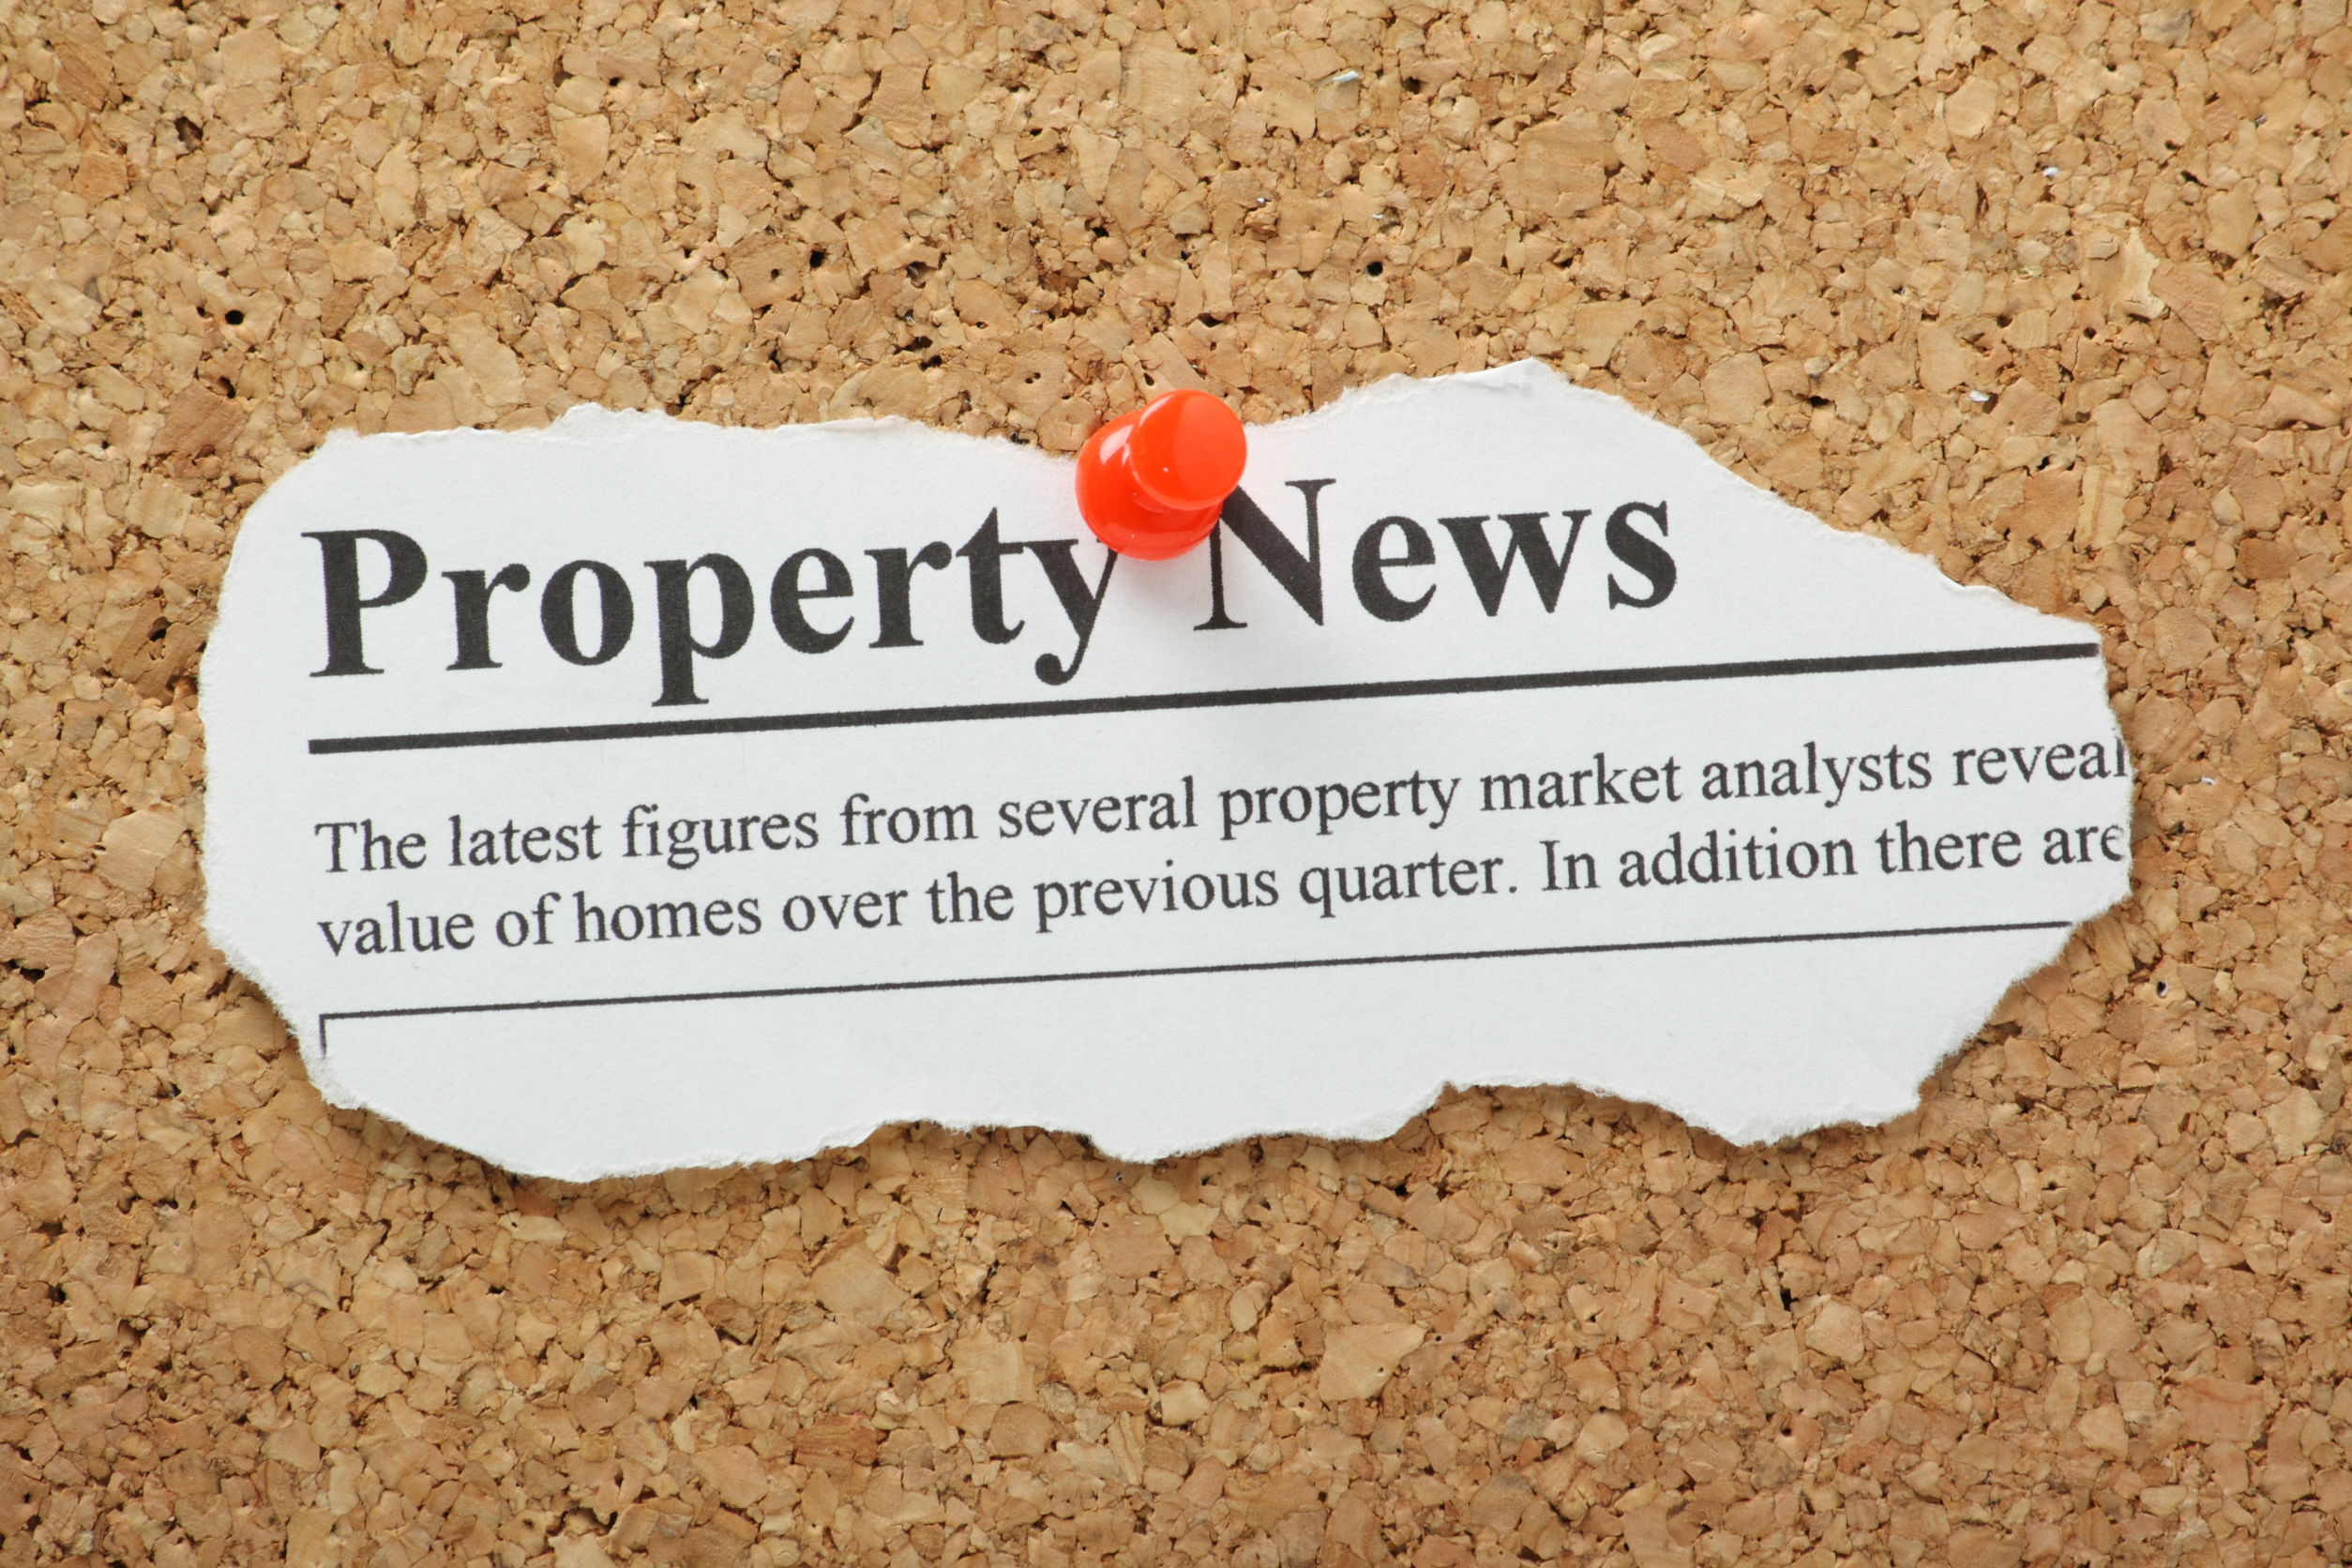 Property News
The latest figures from several property market analysts reveal
value of homes over the previous quarter. In addition there are